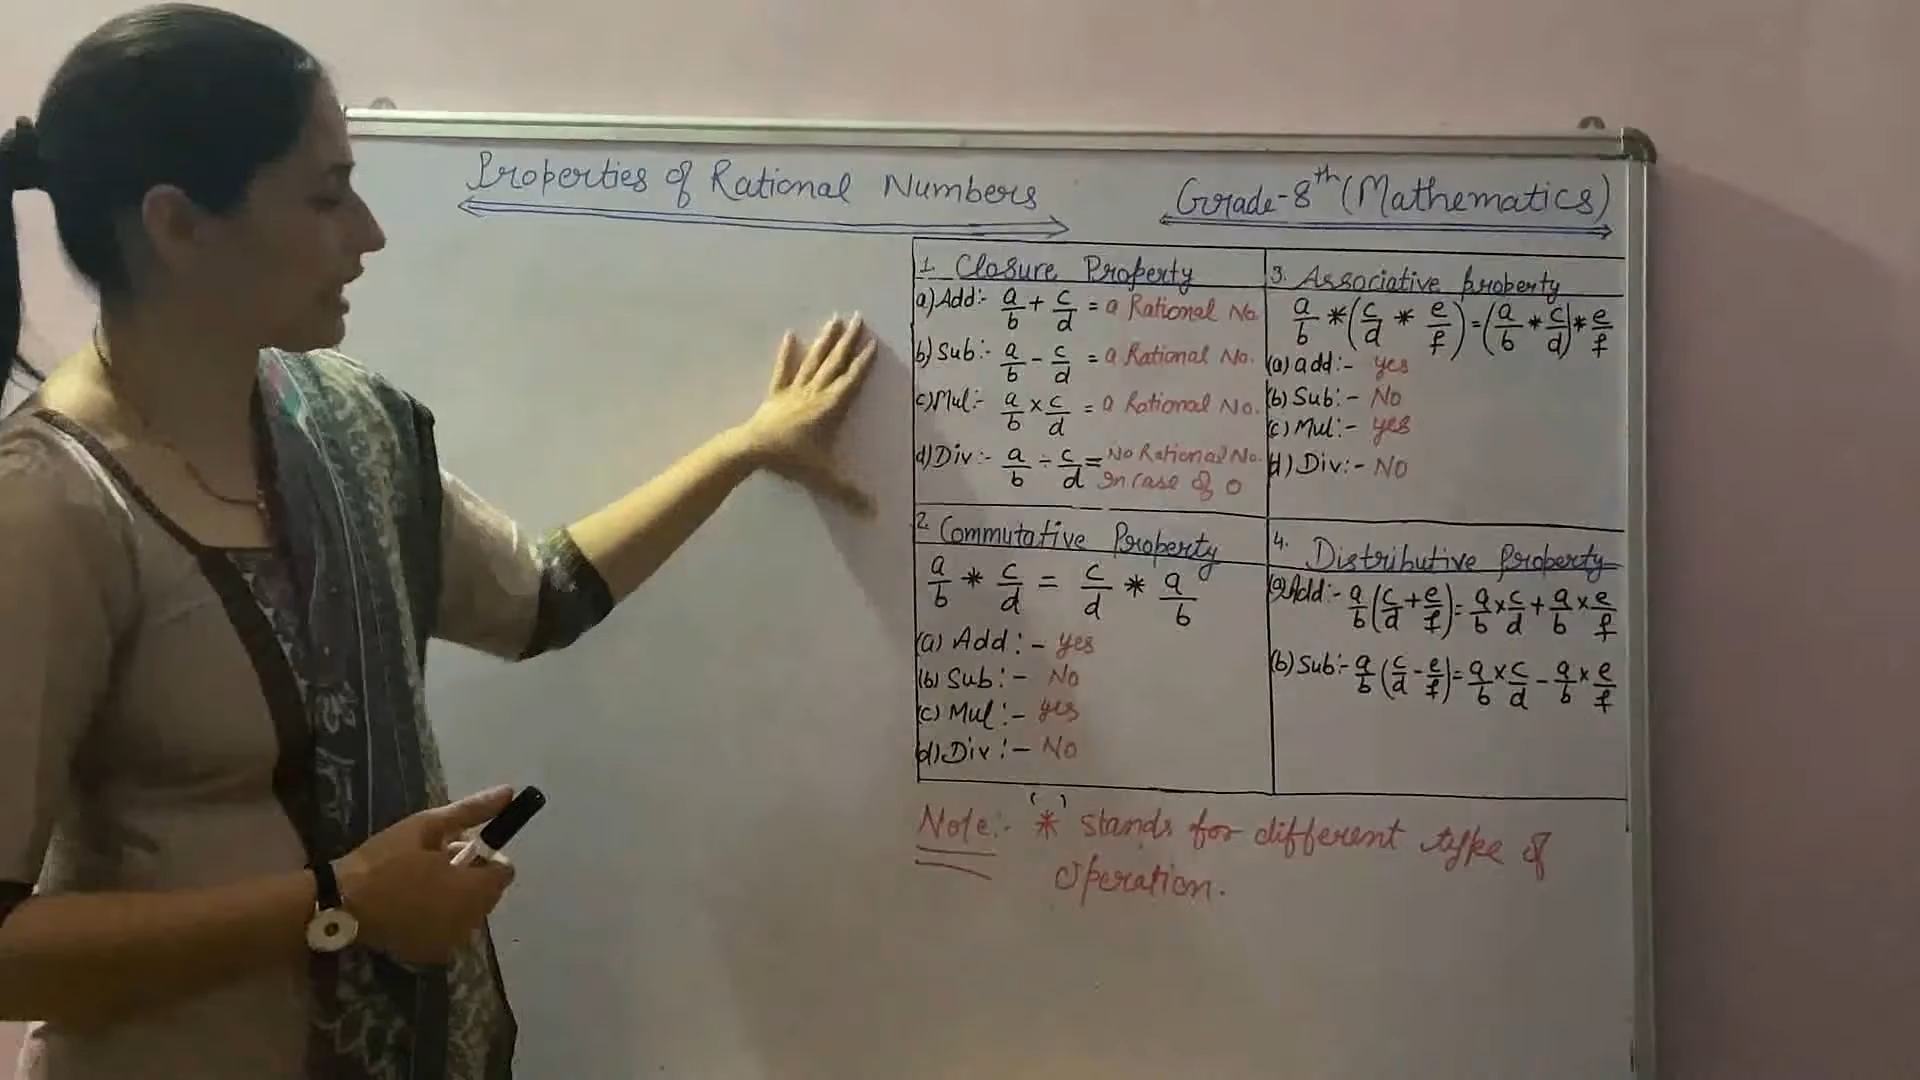 Properties of Rational Numbers
Grade-8th (Mathematics)
1. Closure Property
a) Add:- a/b + c/d = a Rational No.
b) Sub:- a/b - c/d = a Rational No.
c) Mul:- a/b × c/d = a Rational No.
d) Div:- a/b ÷ c/d = No Rational No.
In case of 0
2. Commutative Property
a/b * c/d = c/d * a/b
(a) Add:- yes
(b) Sub:- No
(c) Mul:- yes
(d) Div:- No
3. Associative property
a/b * (c/d * e/f) = (a/b * c/d) * e/f
(a) add:- yes
(b) Sub:- No
(c) Mul:- yes
(d) Div:- No
4. Distributive property
(a) Add:- a/b (c/d + e/f) = a/b × c/d + a/b × e/f
(b) Sub:- a/b (c/d - e/f) = a/b × c/d - a/b × e/f
Note:- '*' stands for different type of
operation.